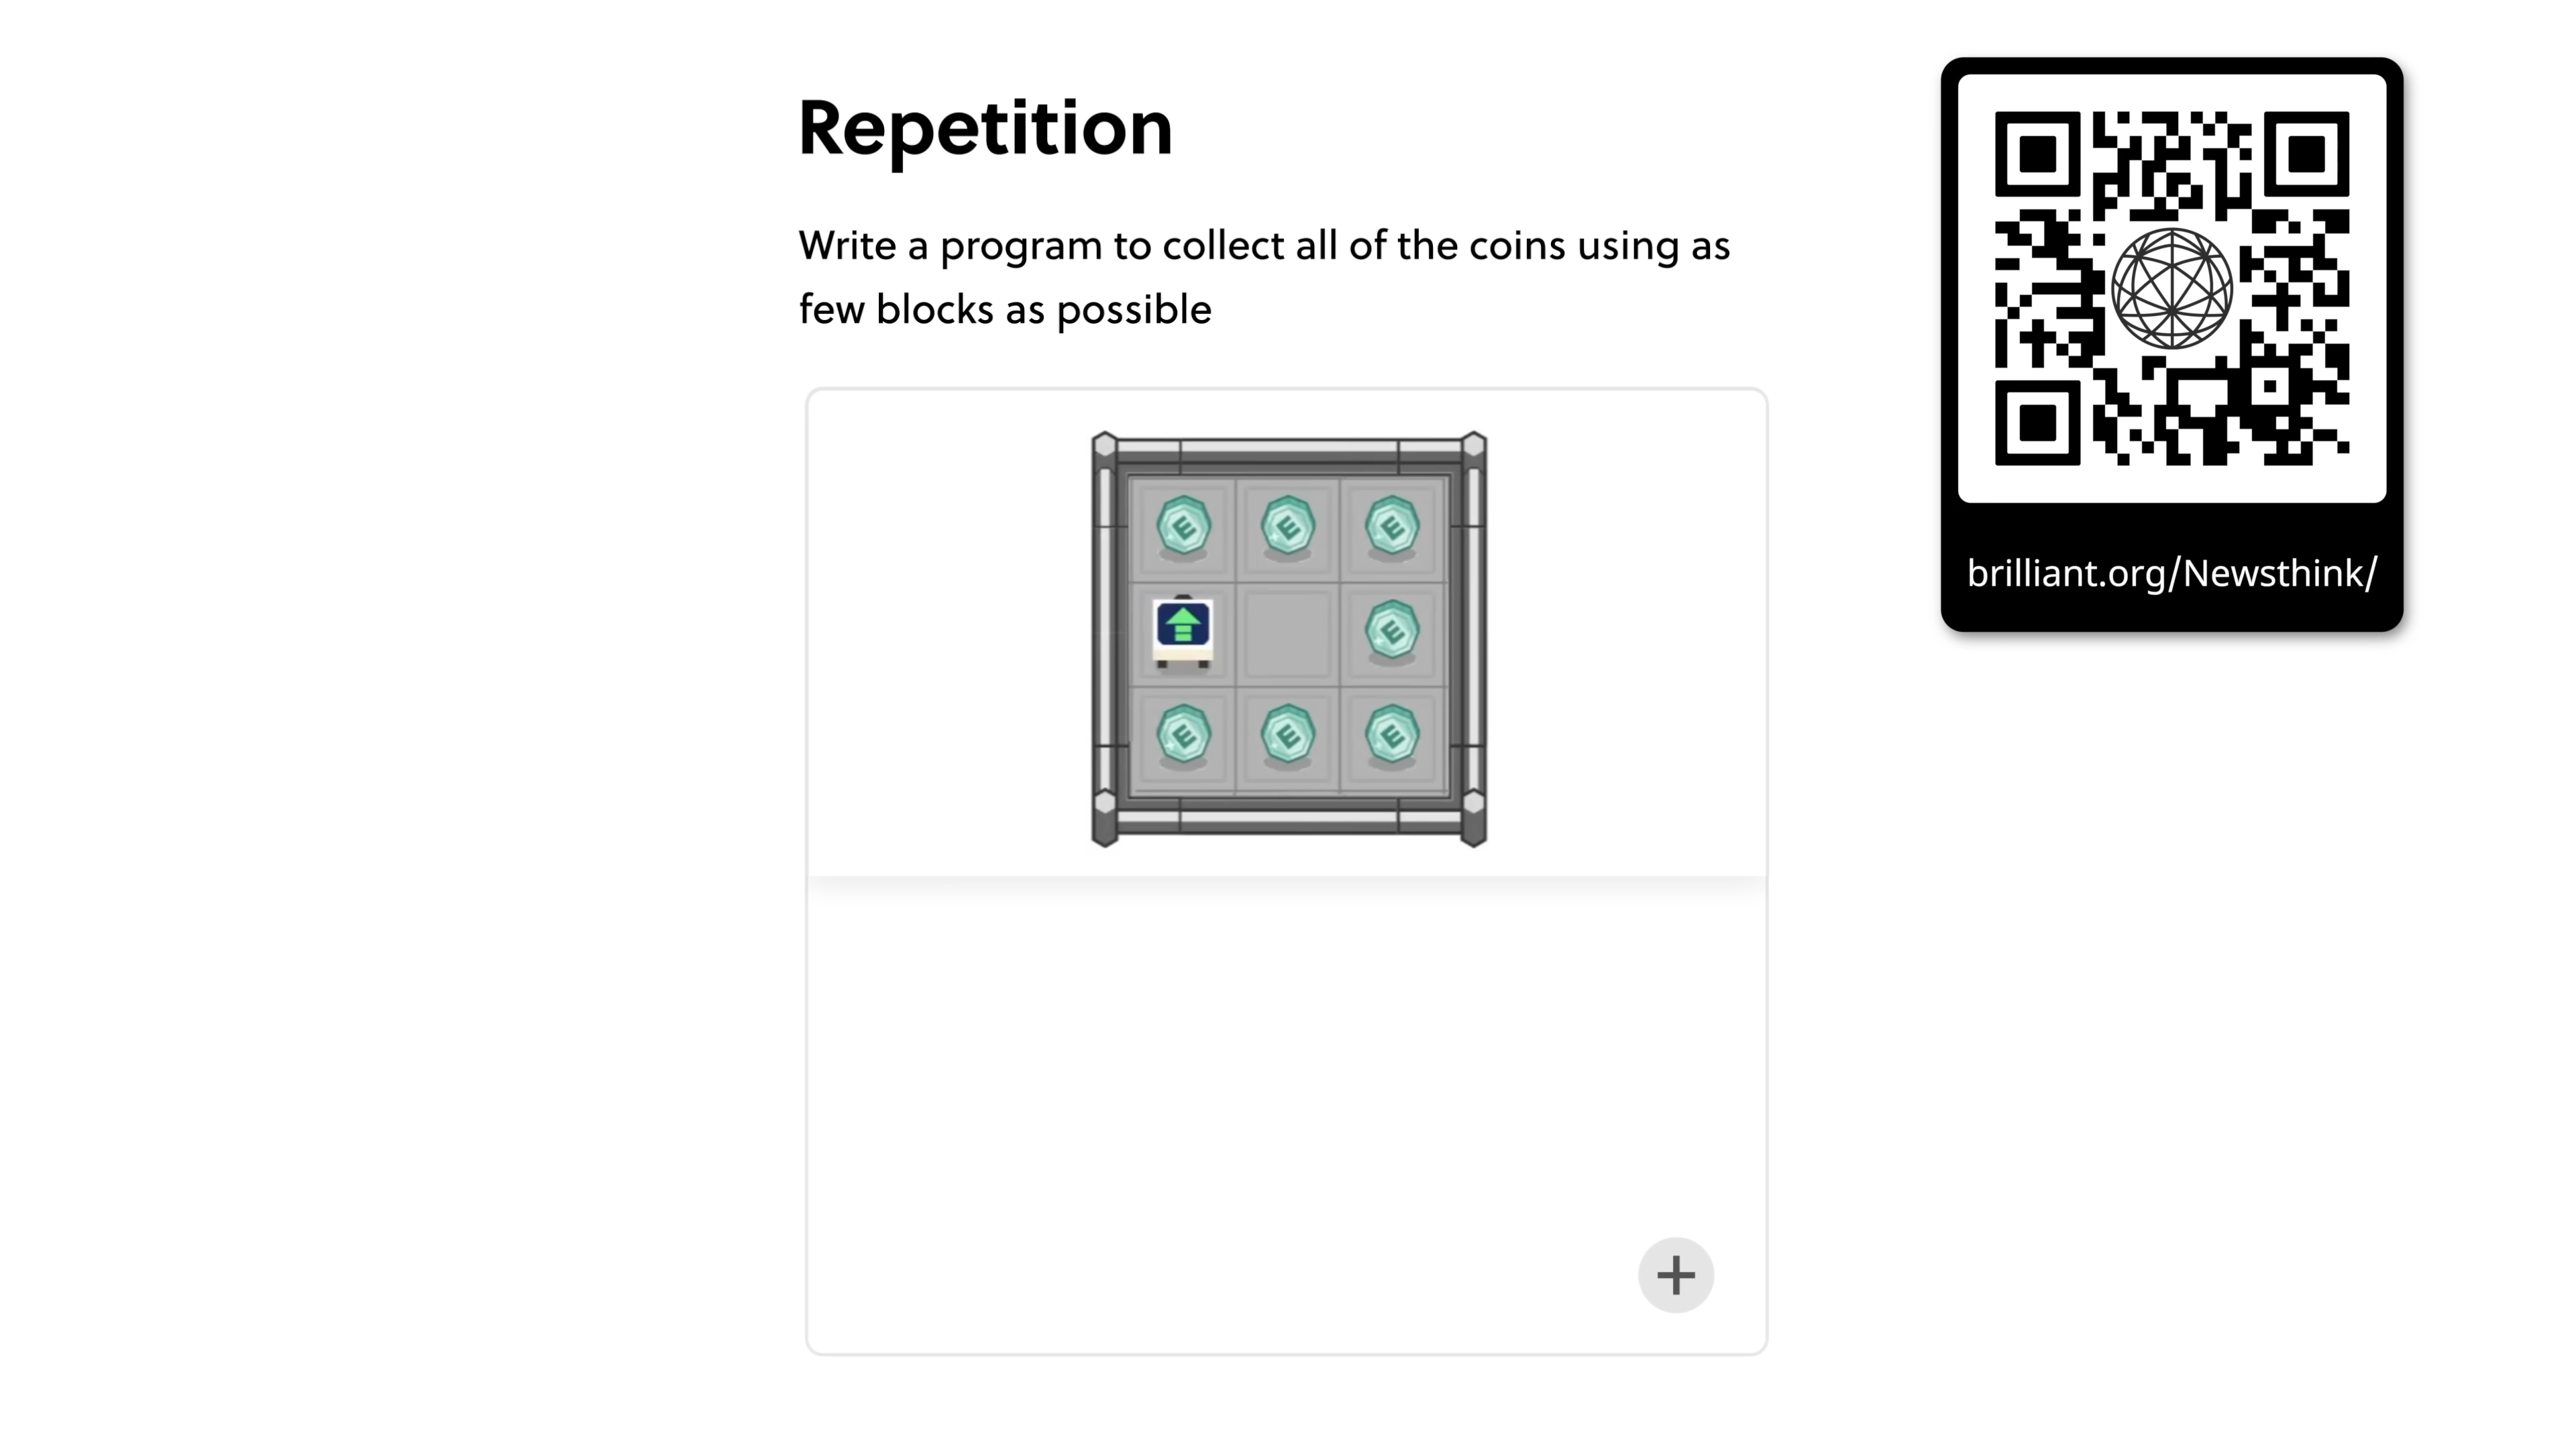 Repetition
Write a program to collect all of the coins using as
few blocks as possible
E E E
E
E E E
brilliant.org/Newsthink/